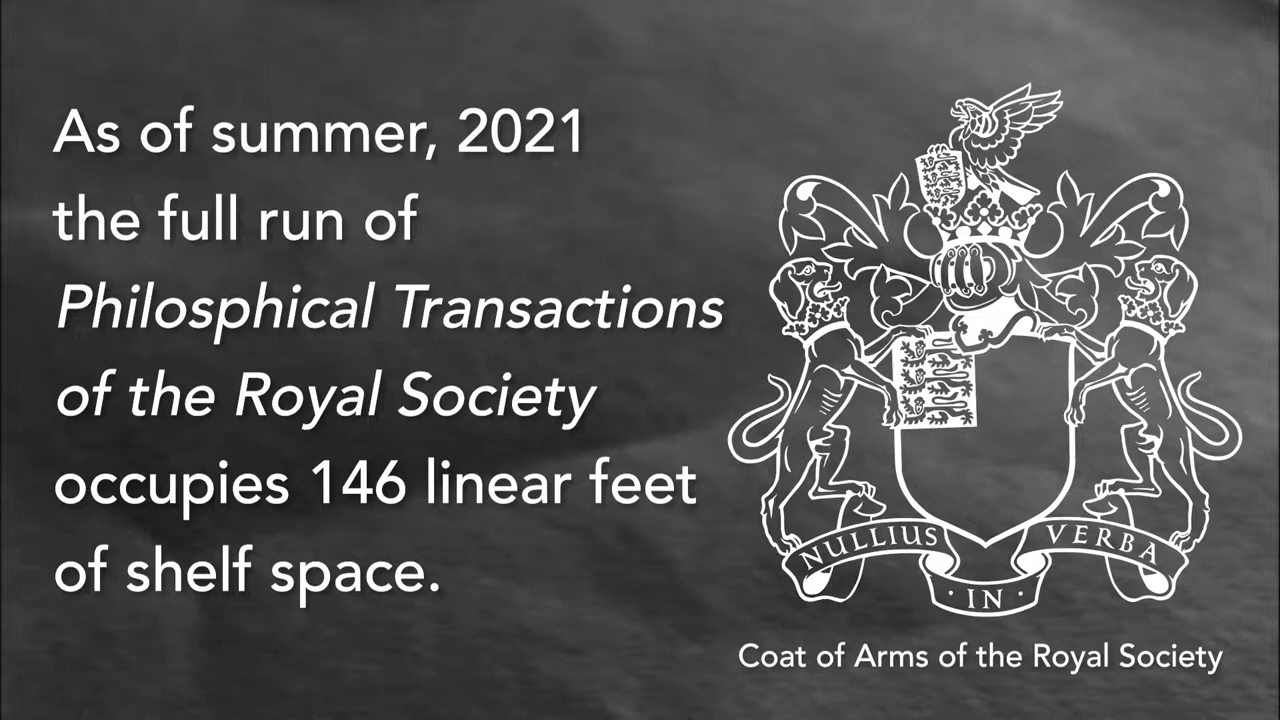 As of summer, 2021
the full run of
Philosphical Transactions
of the Royal Society
occupies 146 linear feet
of shelf space.
NULLIUS
· IN ·
VERBA
Coat of Arms of the Royal Society